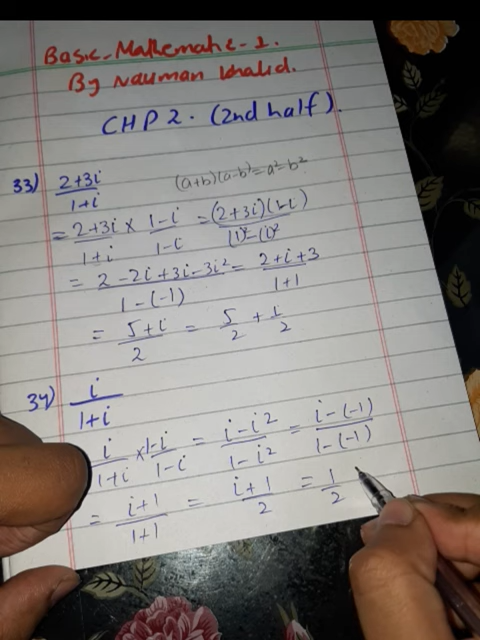 Basic Mathematic-1.
By Nauman Khalid.
CHP 2. (2nd half).
33) (2+3i)/(1+i)
(a+b)(a-b)=a²-b²
= (2+3i)/(1+i) × (1-i)/(1-i) = (2+3i)(1-i)/((1)²-(i)²)
= (2-2i+3i-3i²)/(1-(-1)) = (2+i+3)/(1+1)
= (5+i)/2 = 5/2 + i/2
34) i/(1+i)
i/(1+i) × (1-i)/(1-i) = (i-i²)/(1-i²) = (i-(-1))/(1-(-1))
= (i+1)/(1+1) = (i+1)/2 = 1/2